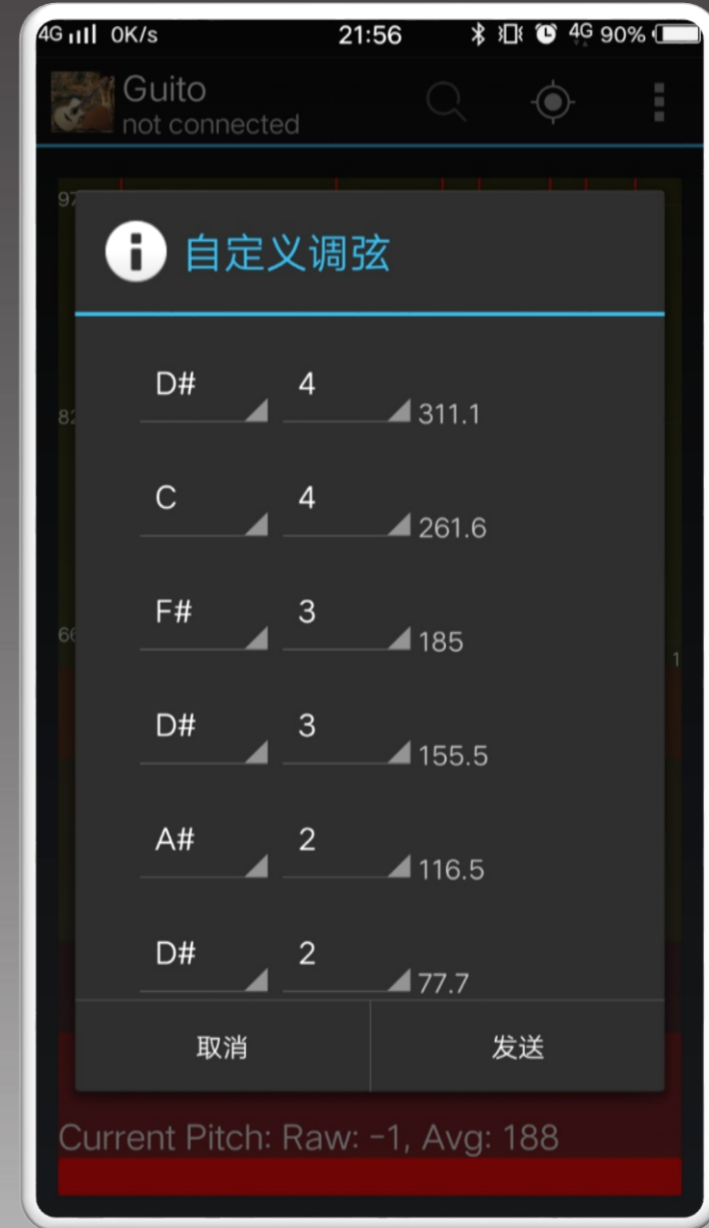 4G 0K/s 21:56 4G 90%
Guito
not connected
97
自定义调弦
D# 4 311.1
82
C 4 261.6
F# 3 185
66
1
D# 3 155.5
A# 2 116.5
D# 2 77.7
取消 发送
Current Pitch: Raw: -1, Avg: 188